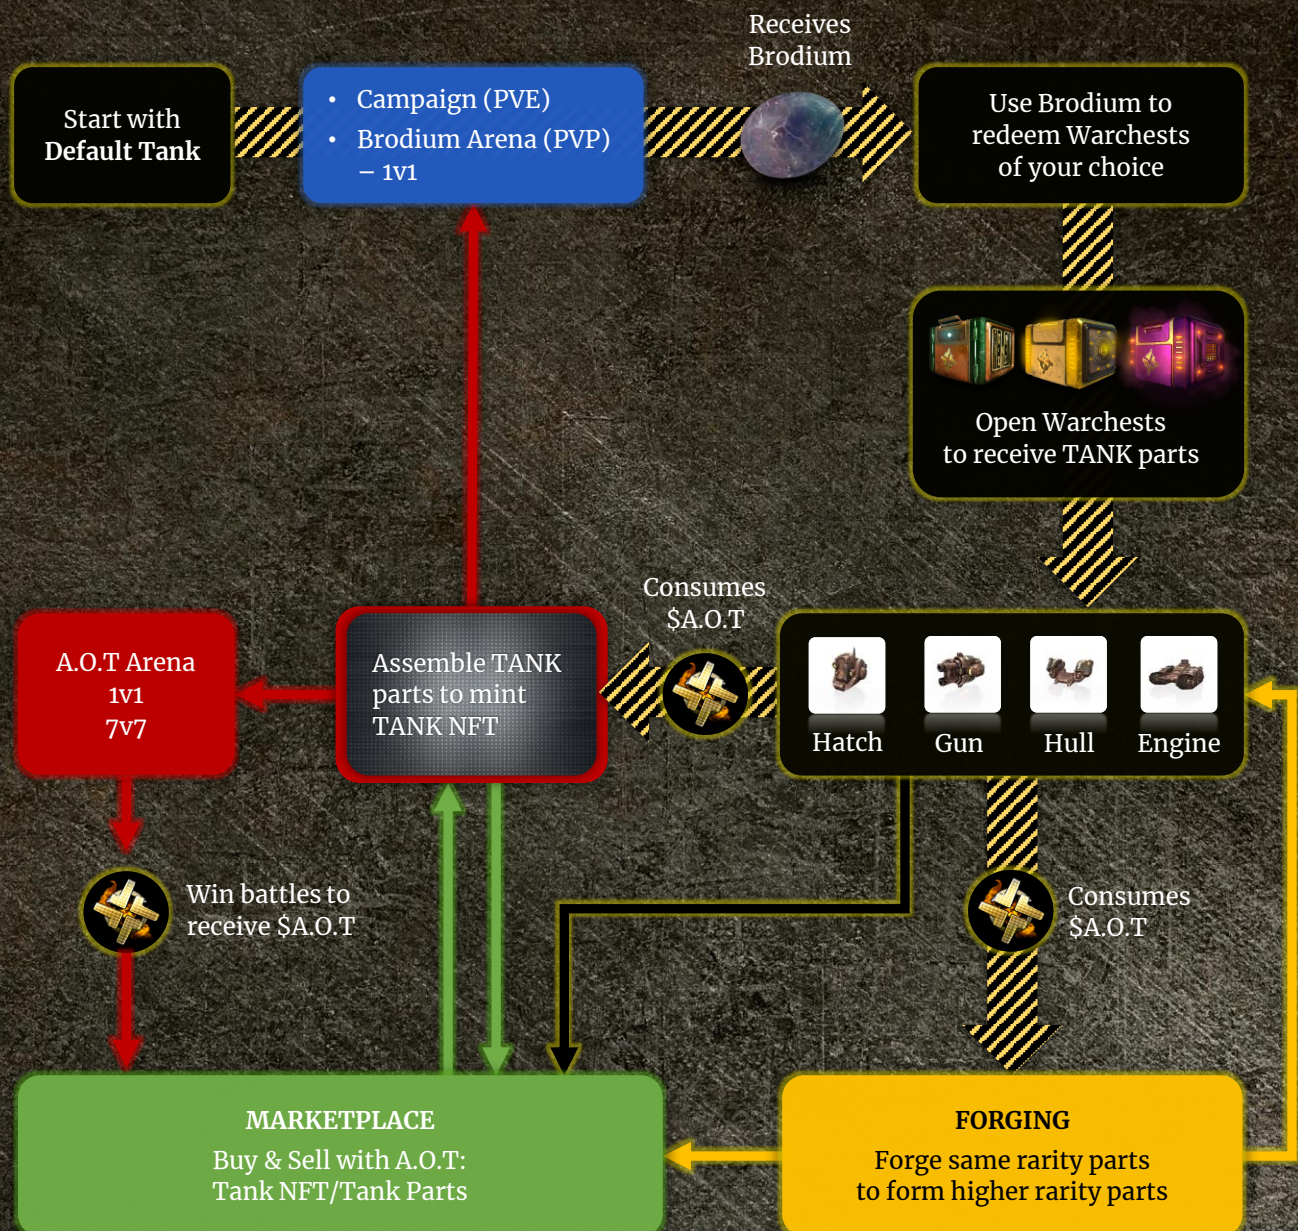 Receives
Brodium
Start with
Default Tank
• Campaign (PVE)
• Brodium Arena (PVP)
– 1v1
Use Brodium to
redeem Warchests
of your choice
Open Warchests
to receive TANK parts
Consumes
$A.O.T
A.O.T Arena
1v1
7v7
Assemble TANK
parts to mint
TANK NFT
Hatch
Gun
Hull
Engine
Win battles to
receive $A.O.T
Consumes
$A.O.T
MARKETPLACE
Buy & Sell with A.O.T:
Tank NFT/Tank Parts
FORGING
Forge same rarity parts
to form higher rarity parts